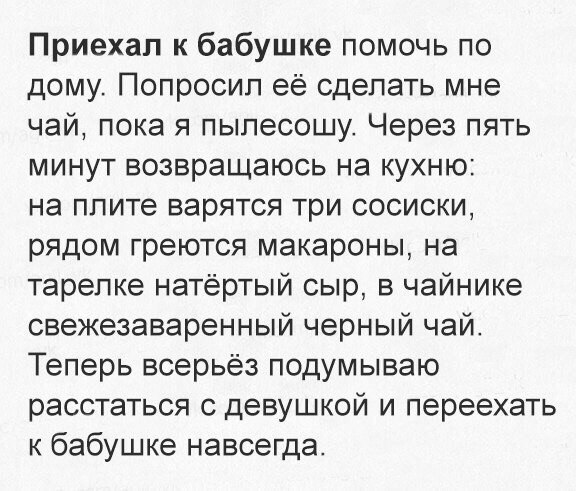 Приехал к бабушке помочь по
дому. Попросил её сделать мне
чай, пока я пылесошу. Через пять
минут возвращаюсь на кухню:
на плите варятся три сосиски,
рядом греются макароны, на
тарелке натёртый сыр, в чайнике
свежезаваренный черный чай.
Теперь всерьёз подумываю
расстаться с девушкой и переехать
к бабушке навсегда.